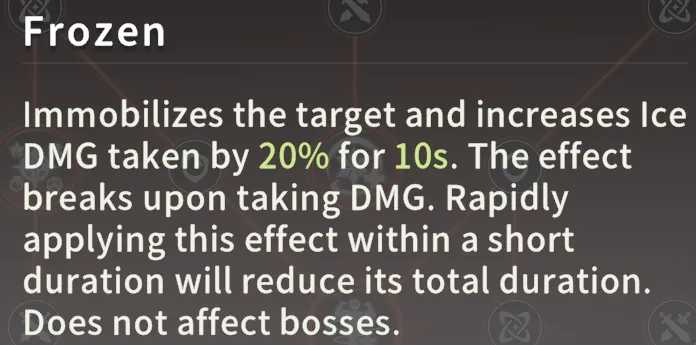 Frozen
Immobilizes the target and increases Ice
DMG taken by 20% for 10s. The effect
breaks upon taking DMG. Rapidly
applying this effect within a short
duration will reduce its total duration.
Does not affect bosses.